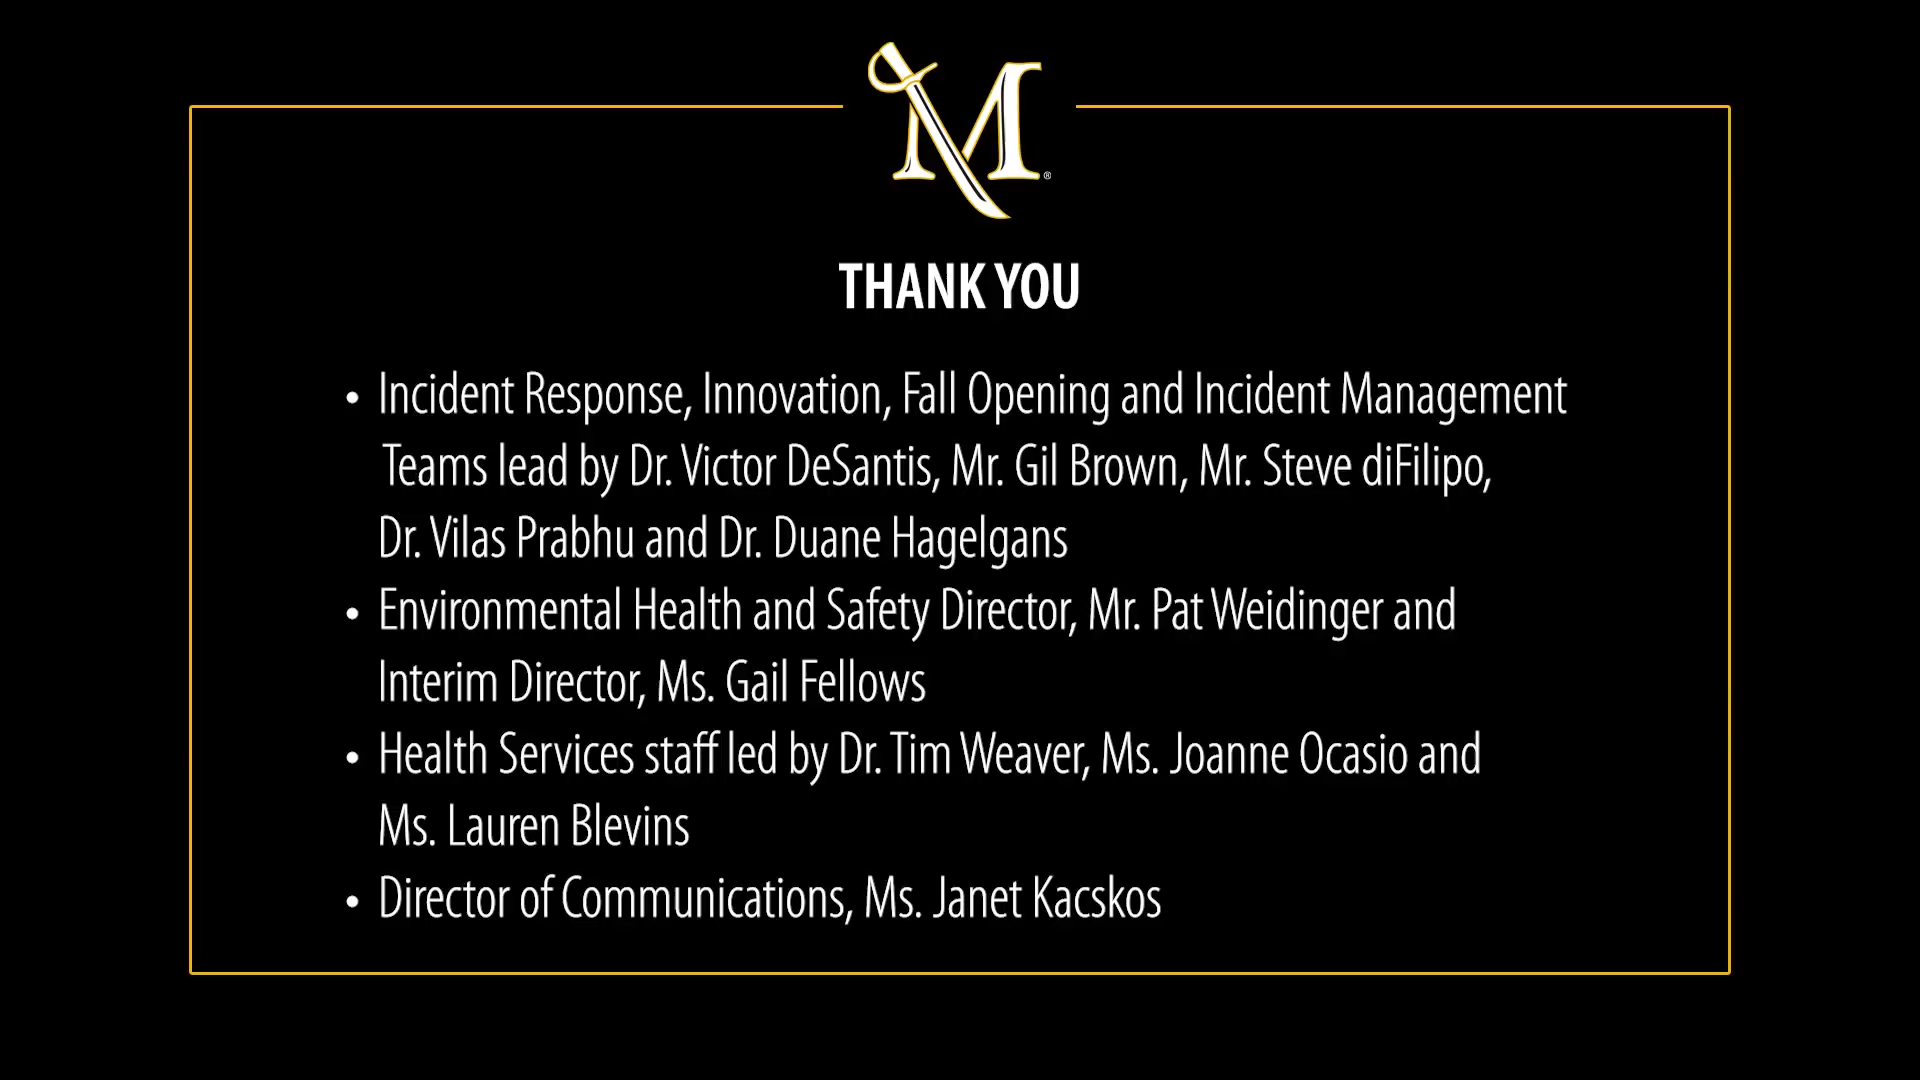 M®
THANK YOU
• Incident Response, Innovation, Fall Opening and Incident Management
Teams lead by Dr. Victor DeSantis, Mr. Gil Brown, Mr. Steve diFilipo,
Dr. Vilas Prabhu and Dr. Duane Hagelgans
• Environmental Health and Safety Director, Mr. Pat Weidinger and
Interim Director, Ms. Gail Fellows
• Health Services staff led by Dr. Tim Weaver, Ms. Joanne Ocasio and
Ms. Lauren Blevins
• Director of Communications, Ms. Janet Kacskos